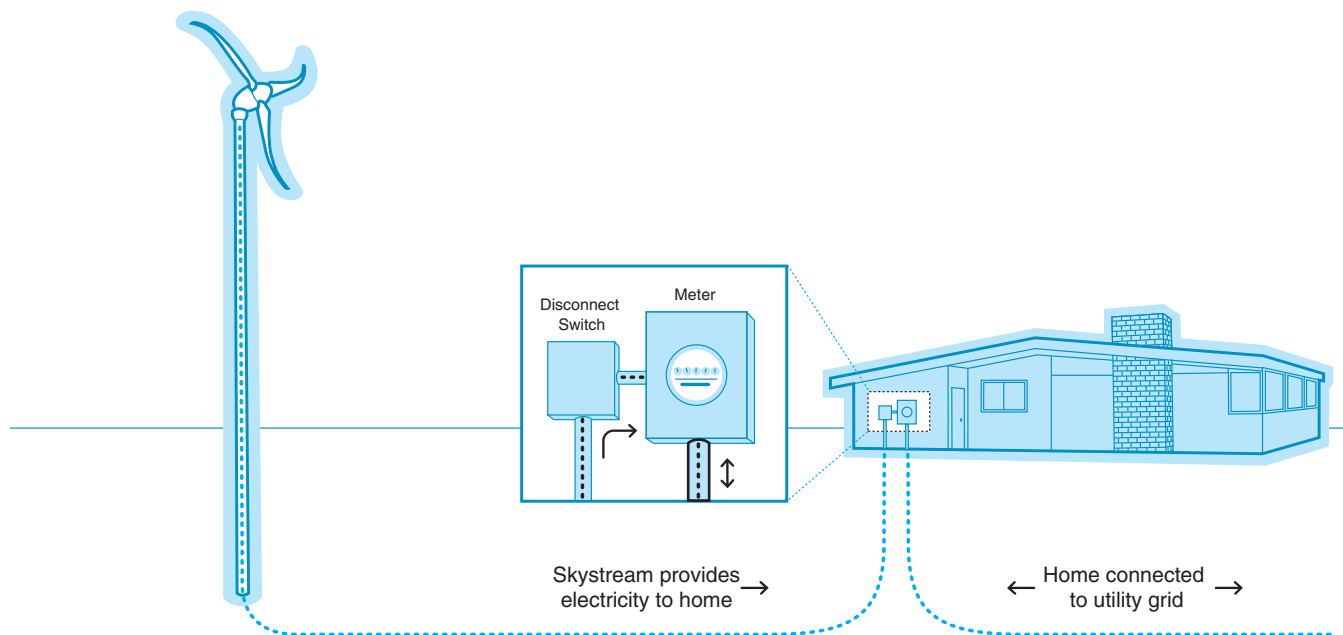 Disconnect
Switch
Meter
Skystream provides
electricity to home
Home connected
to utility grid